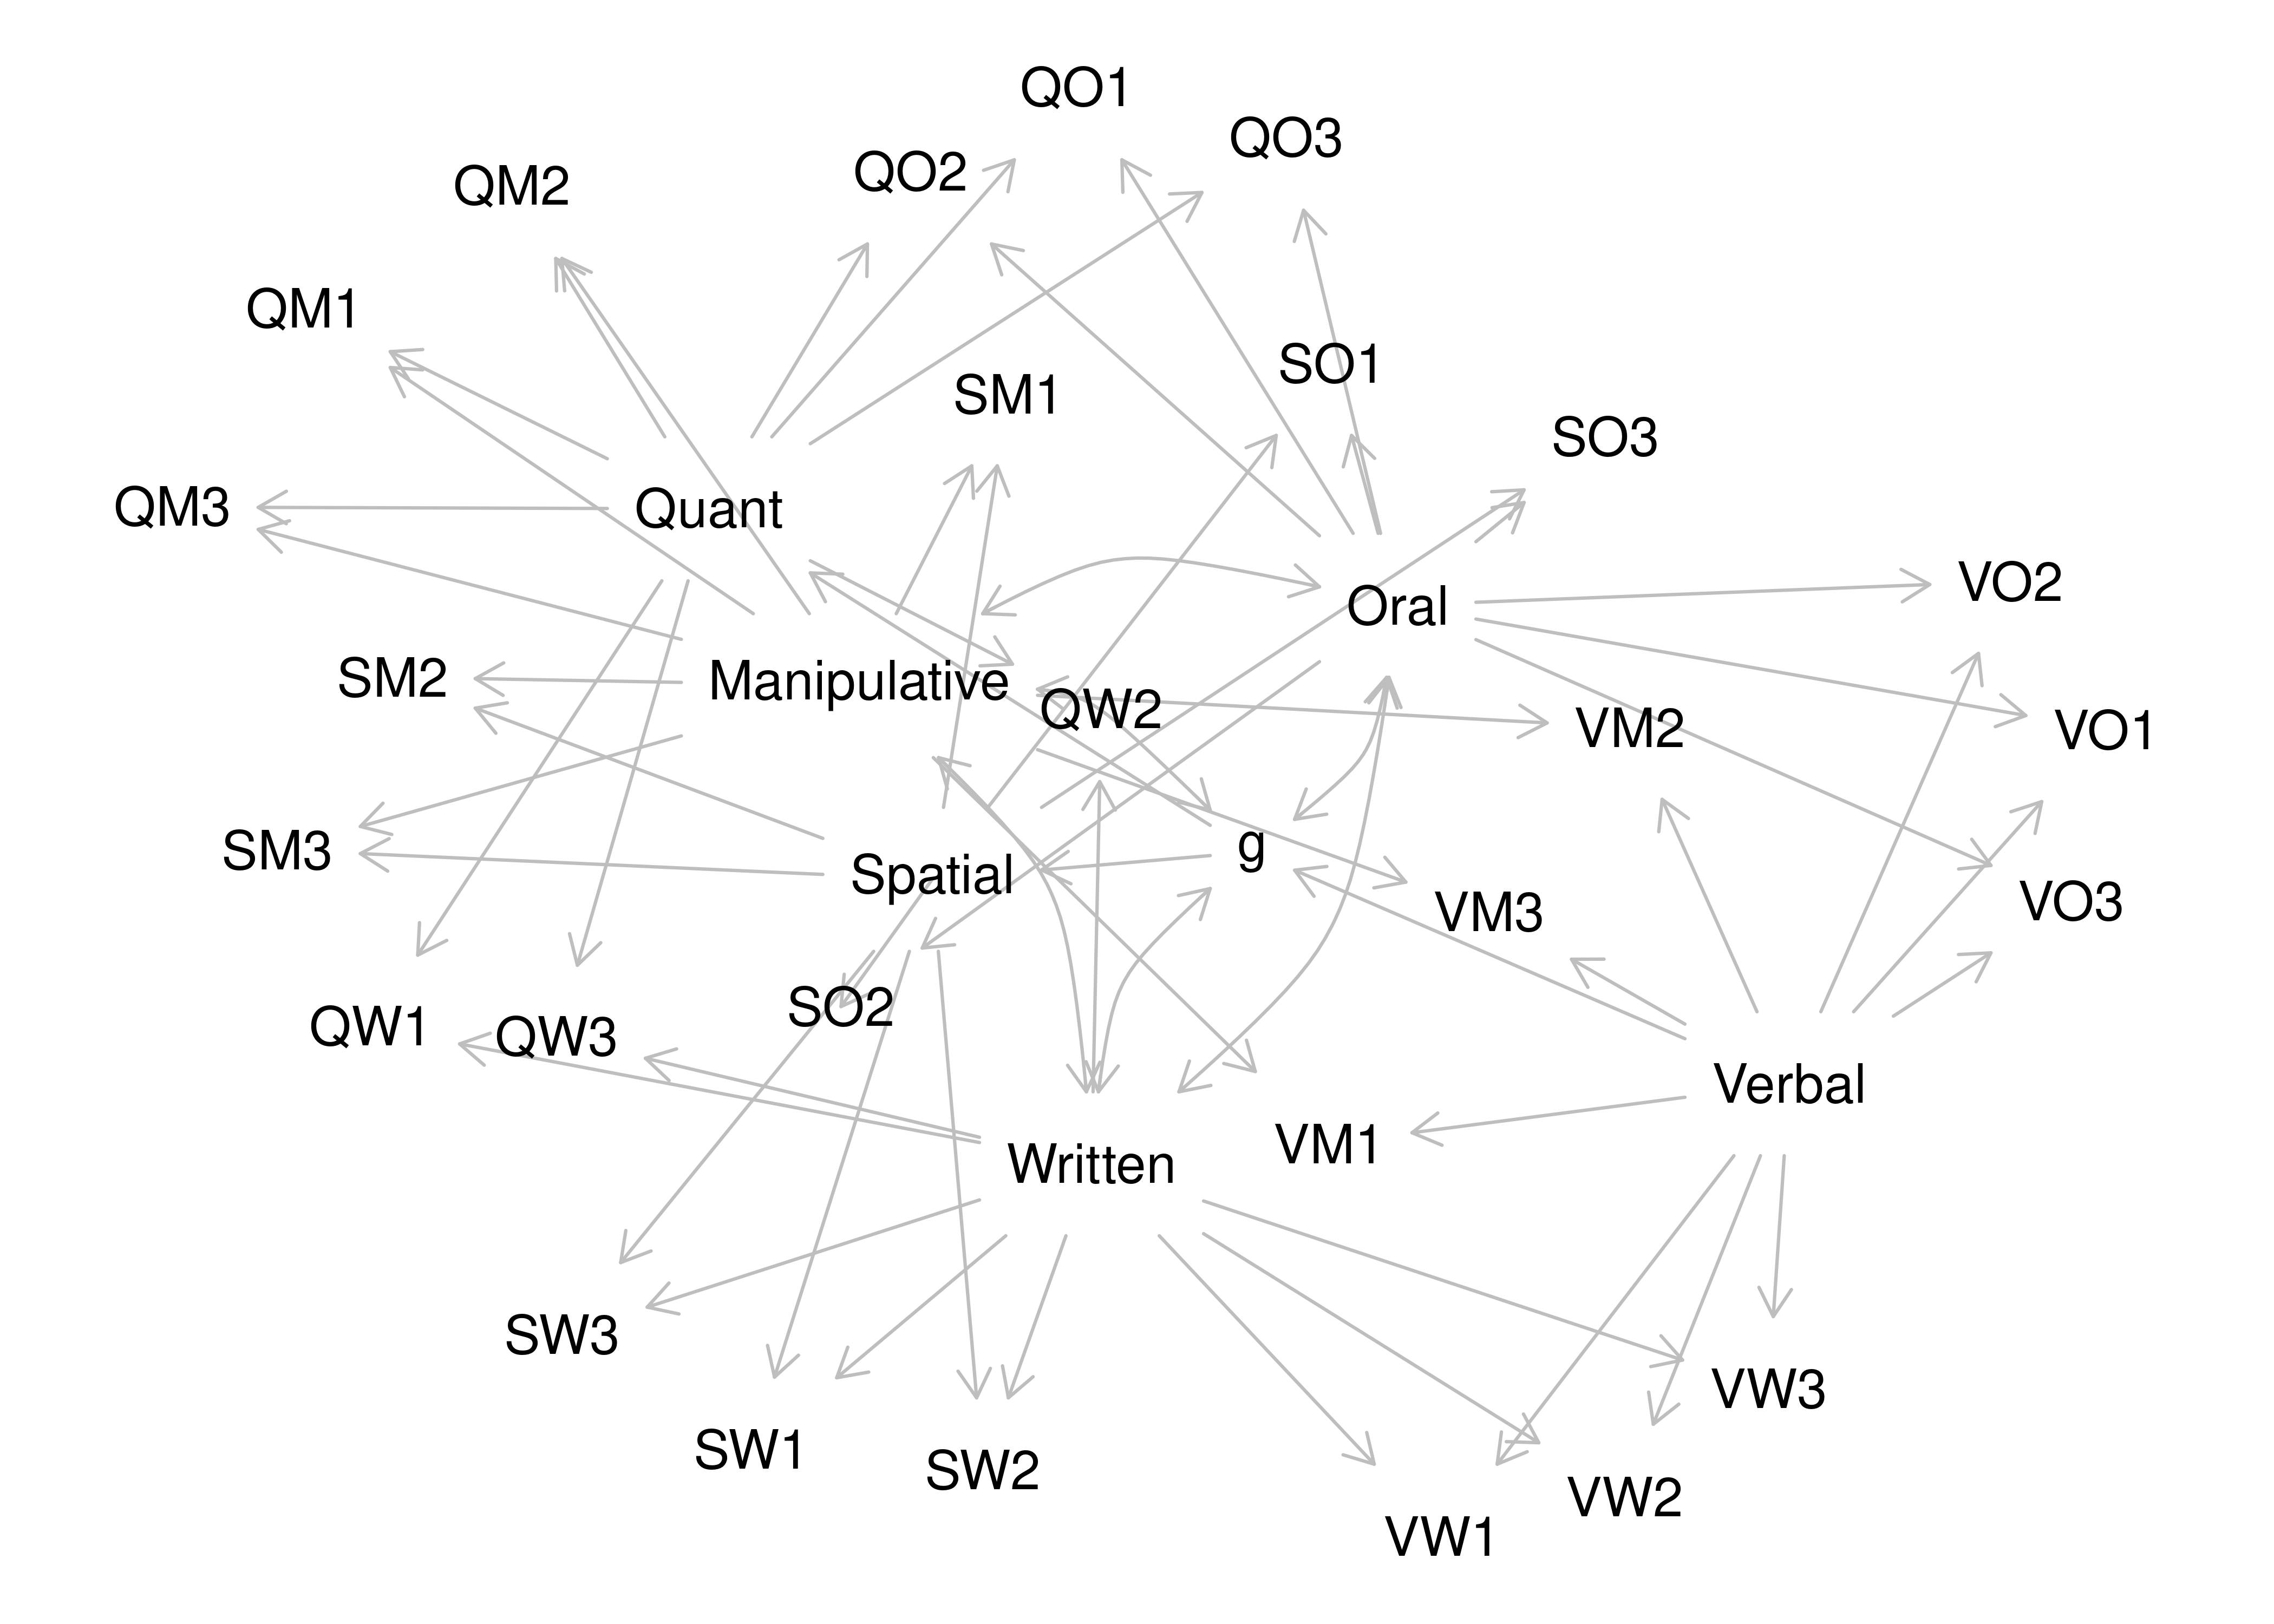 QO1
QO3
QO2
QM2
QM1
SO1
SM1
SO3
QM3
Quant
VO2
Oral
SM2
Manipulative
QW2
VM2
VO1
SM3
g
Spatial
VM3
VO3
SO2
QW1
QW3
Verbal
VM1
Written
SW3
VW3
SW1
SW2
VW2
VW1